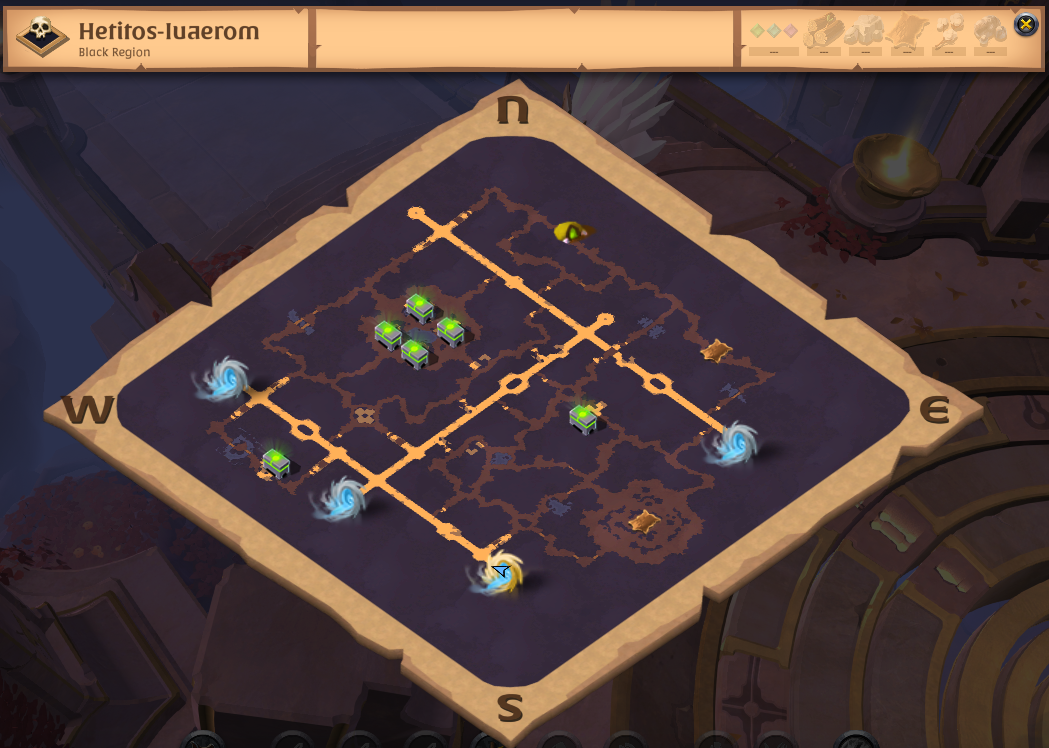 Hetitos-Iuaerom
Black Region
--- --- --- --- --- ---
N
W
E
S